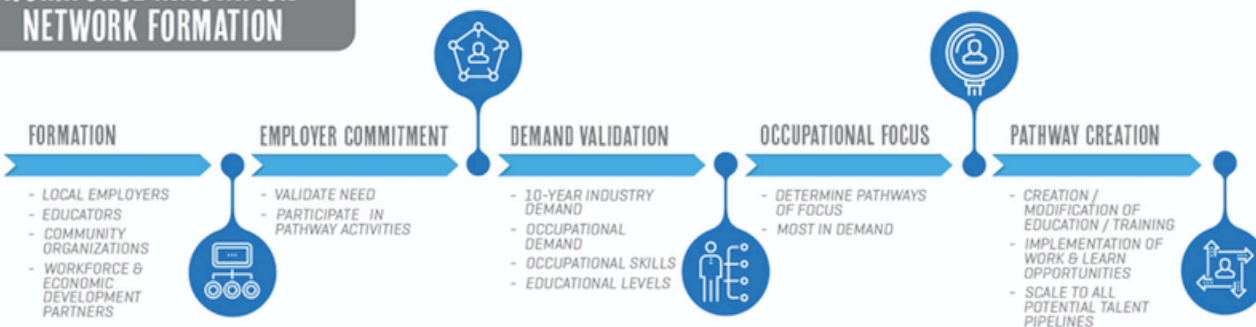 NETWORK FORMATION
FORMATION
- LOCAL EMPLOYERS
- EDUCATORS
- COMMUNITY
ORGANIZATIONS
- WORKFORCE &
ECONOMIC
DEVELOPMENT
PARTNERS
EMPLOYER COMMITMENT
- VALIDATE NEED
- PARTICIPATE IN
PATHWAY ACTIVITIES
DEMAND VALIDATION
- 10-YEAR INDUSTRY
DEMAND
- OCCUPATIONAL
DEMAND
- OCCUPATIONAL SKILLS
- EDUCATIONAL LEVELS
OCCUPATIONAL FOCUS
- DETERMINE PATHWAYS
OF FOCUS
- MOST IN DEMAND
PATHWAY CREATION
- CREATION /
MODIFICATION OF
EDUCATION / TRAINING
- IMPLEMENTATION OF
WORK & LEARN
OPPORTUNITIES
- SCALE TO ALL
POTENTIAL TALENT
PIPELINES